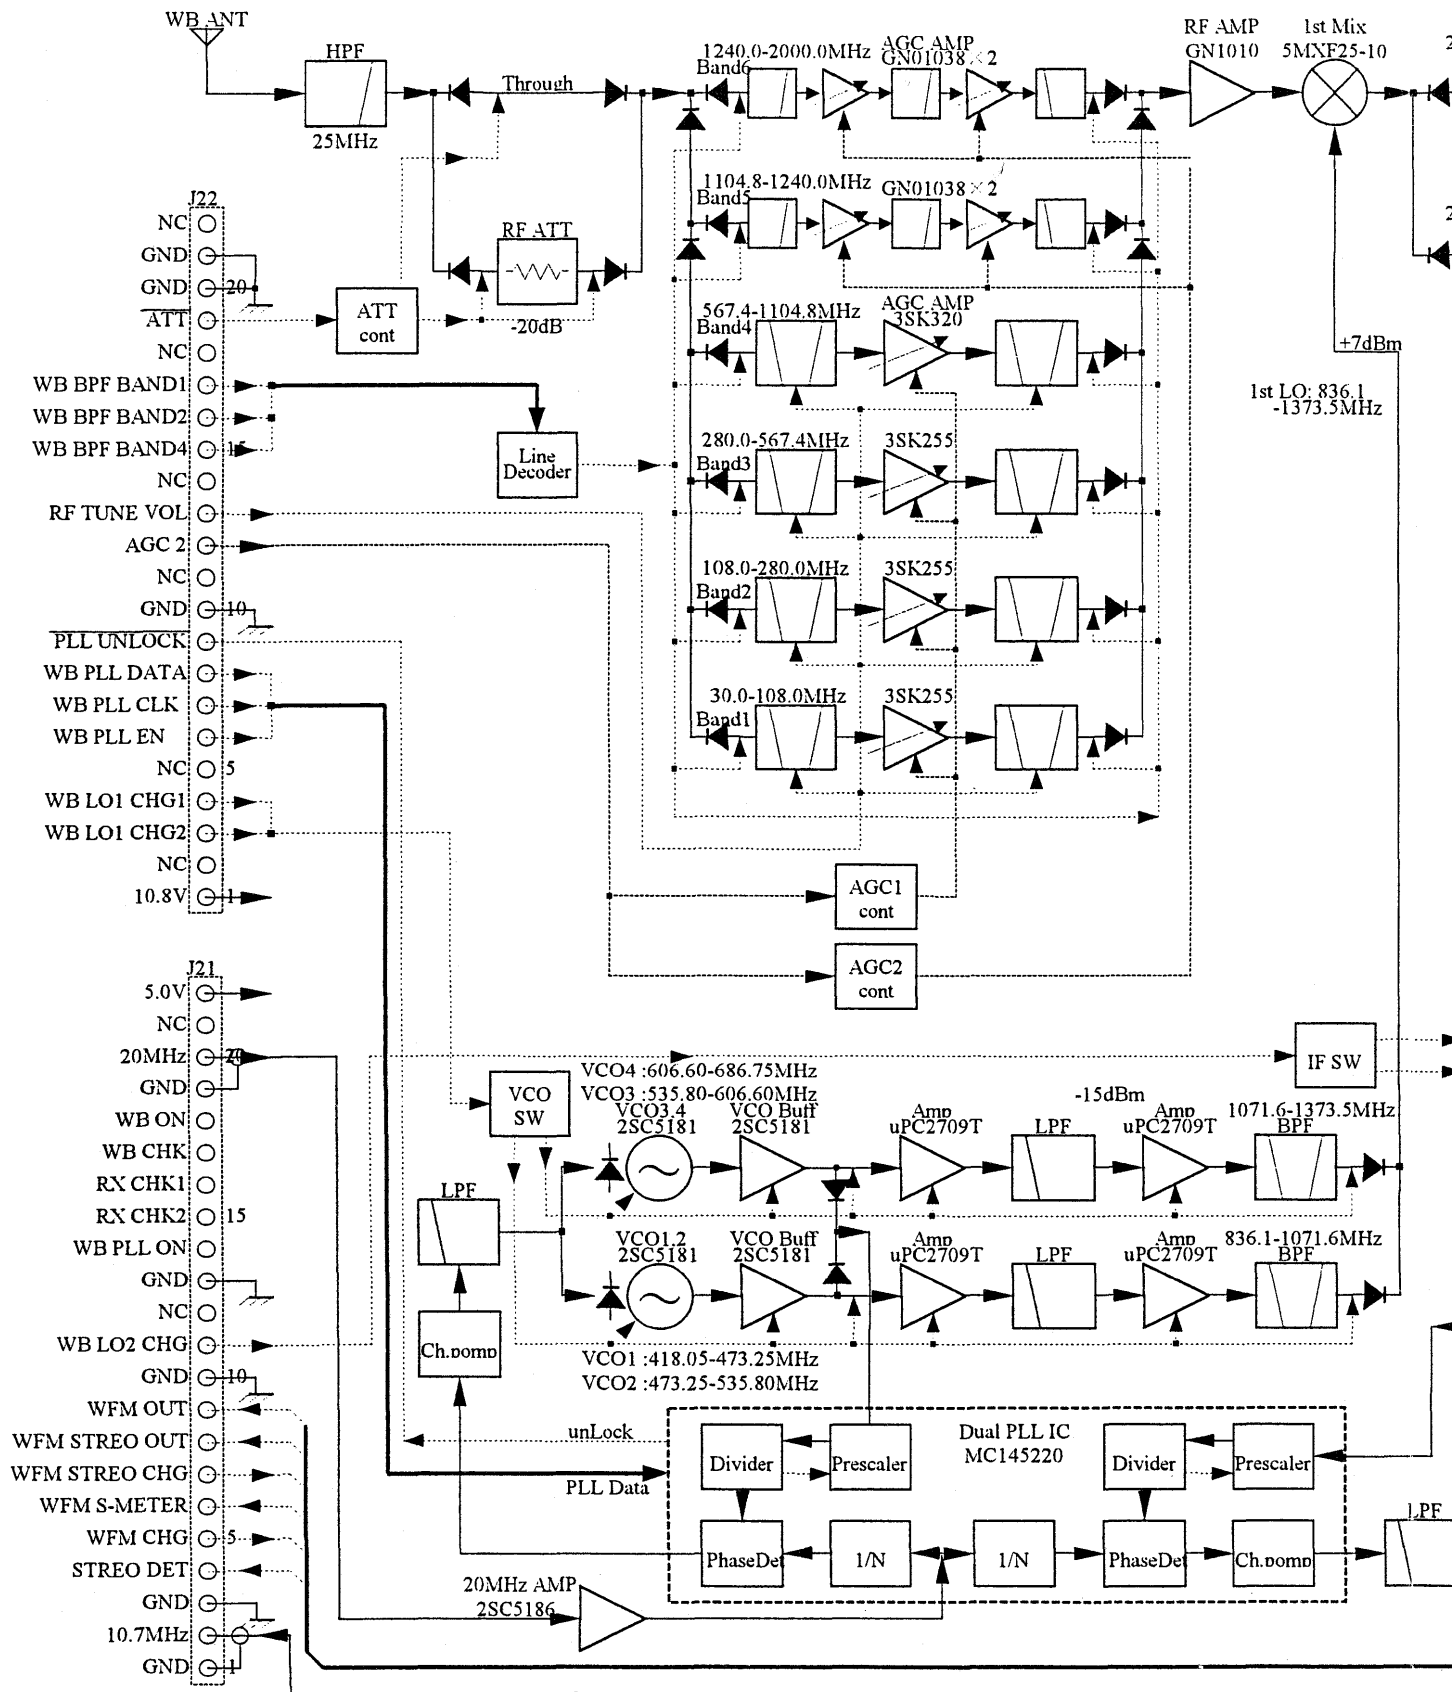 WB ANT
HPF
25MHz
Through
RF ATT
-20dB
ATT
cont
1240.0-2000.0MHz
Band6
AGC AMP
GN01038×2
RF AMP
GN1010
1st Mix
5MXF25-10
2
1104.8-1240.0MHz
Band5
GN01038×2
2
567.4-1104.8MHz
Band4
AGC AMP
3SK320
+7dBm
1st LO: 836.1
-1373.5MHz
280.0-567.4MHz
Band3
3SK255
108.0-280.0MHz
Band2
3SK255
30.0-108.0MHz
Band1
3SK255
Line
Decoder
AGC1
cont
AGC2
cont
J22
NC
GND
GND
20
ATT
NC
WB BPF BAND1
WB BPF BAND2
WB BPF BAND4
15
NC
RF TUNE VOL
AGC 2
NC
GND
10
PLL UNLOCK
WB PLL DATA
WB PLL CLK
WB PLL EN
NC
5
WB LO1 CHG1
WB LO1 CHG2
NC
10.8V
1
J21
5.0V
NC
20MHz
20
GND
WB ON
WB CHK
RX CHK1
RX CHK2
15
WB PLL ON
GND
NC
WB LO2 CHG
GND
10
WFM OUT
WFM STREO OUT
WFM STREO CHG
WFM S-METER
WFM CHG
5
STREO DET
GND
10.7MHz
GND
1
IF SW
VCO
SW
VCO4 :606.60-686.75MHz
VCO3 :535.80-606.60MHz
VCO3.4
2SC5181
VCO Buff
2SC5181
Amp
uPC2709T
-15dBm
LPF
Amp
uPC2709T
1071.6-1373.5MHz
BPF
LPF
VCO1.2
2SC5181
VCO Buff
2SC5181
Amp
uPC2709T
LPF
Amp
uPC2709T
836.1-1071.6MHz
BPF
Ch.pomp
VCO1 :418.05-473.25MHz
VCO2 :473.25-535.80MHz
unLock
PLL Data
Dual PLL IC
MC145220
Divider
Prescaler
Divider
Prescaler
PhaseDet
1/N
1/N
PhaseDet
Ch.pomp
LPF
20MHz AMP
2SC5186